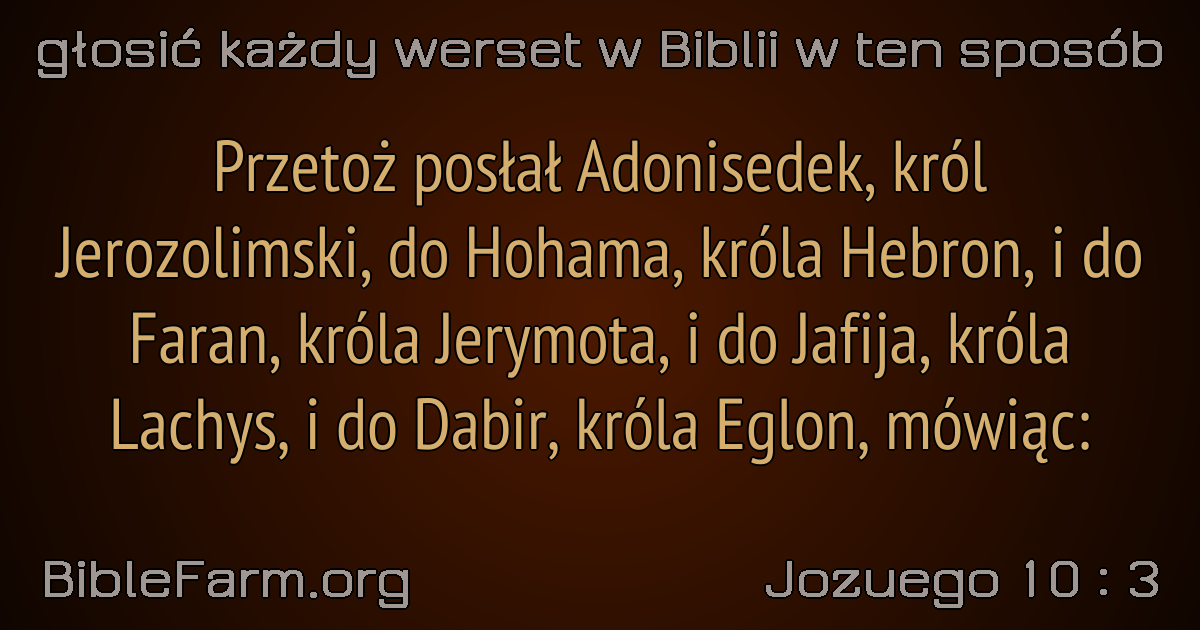 głosić każdy werset w Biblii w ten sposób
Przetoż posłał Adonisedek, król
Jerozolimski, do Hohama, króla Hebron, i do
Faran, króla Jerymota, i do Jafija, króla
Lachys, i do Dabir, króla Eglon, mówiąc:
BibleFarm.org
Jozuego 10 : 3